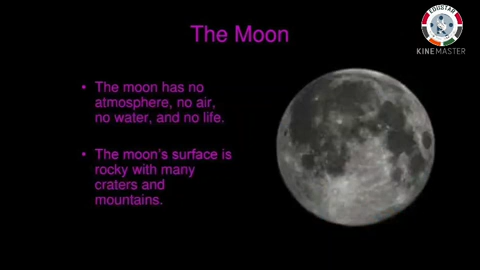 The Moon
EDUSTAR
KINEMASTER
• The moon has no
atmosphere, no air,
no water, and no life.
• The moon's surface is
rocky with many
craters and
mountains.